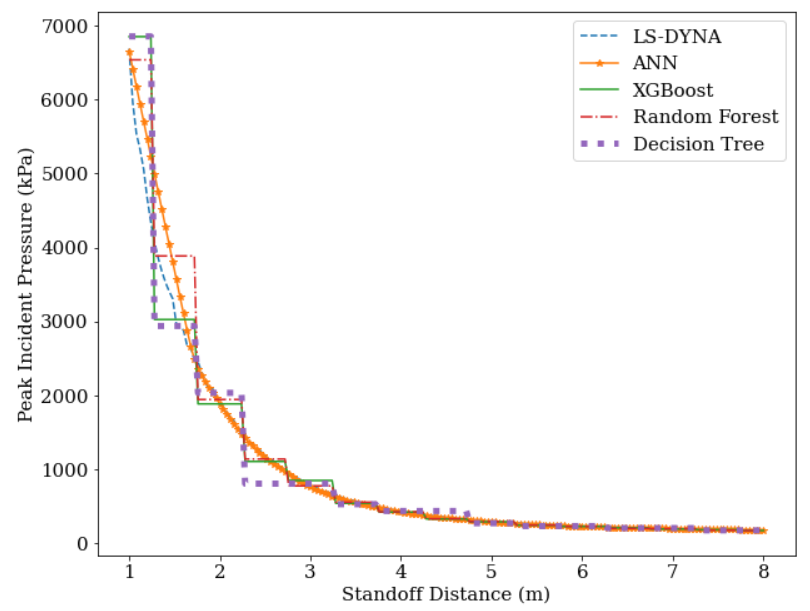 7000
6000
5000
4000
3000
2000
1000
0
Peak Incident Pressure (kPa)
LS-DYNA
ANN
XGBoost
Random Forest
Decision Tree
1 2 3 4 5 6 7 8
Standoff Distance (m)